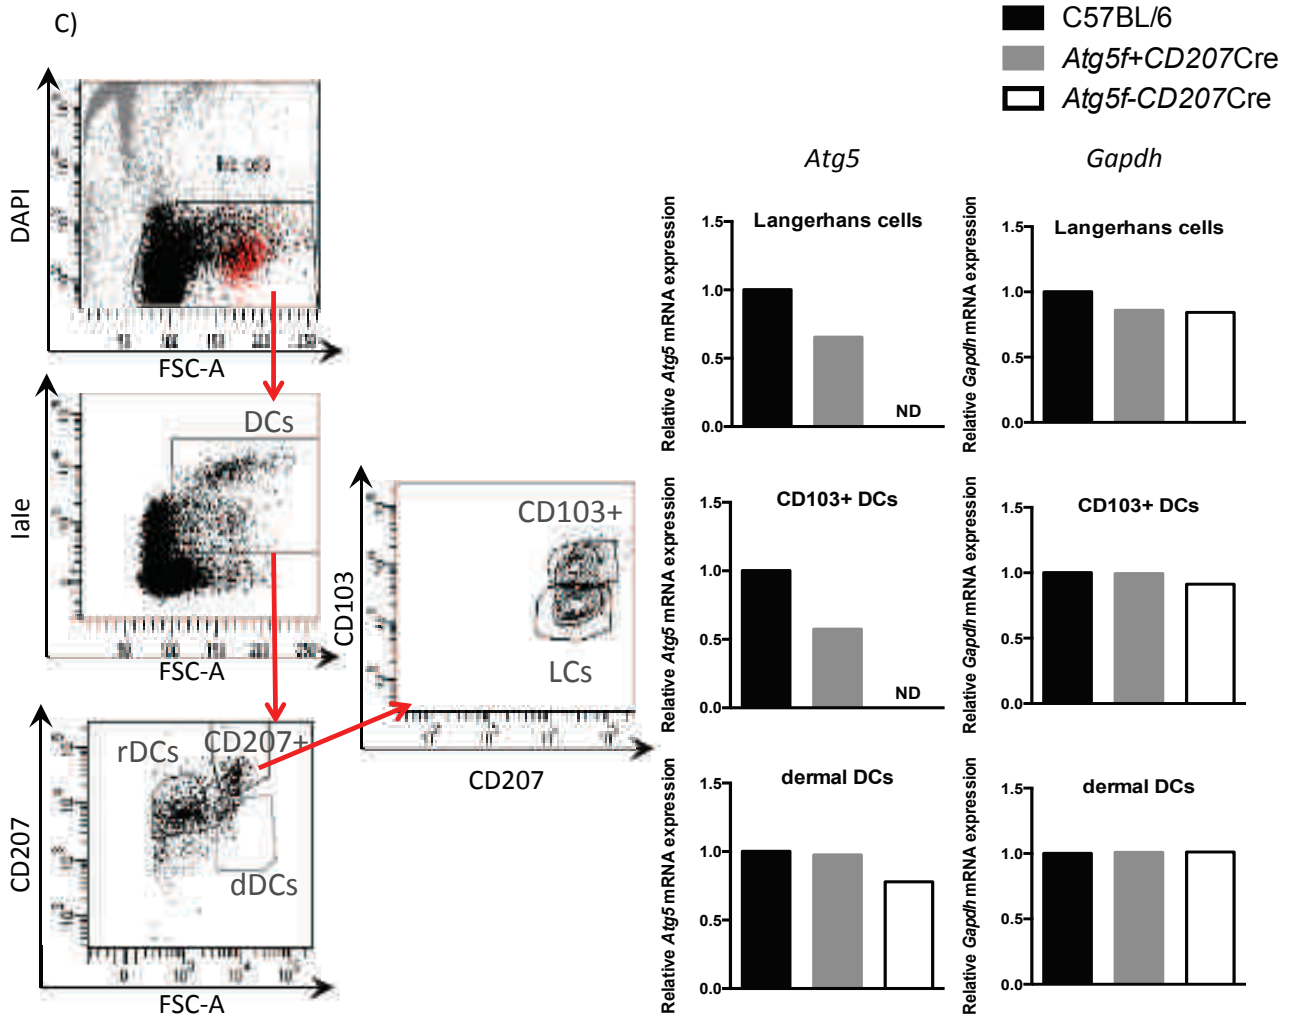 C)
C57BL/6
Atg5f+CD207Cre
Atg5f-CD207Cre
DAPI
live cells
FSC-A
Iale
DCs
FSC-A
CD207
rDCs
CD207+
dDCs
0
FSC-A
CD103
CD103+
LCs
CD207
Atg5
Gapdh
Relative Atg5 mRNA expression
1.5
1.0
0.5
0.0
Langerhans cells
ND
Relative Gapdh mRNA expression
1.5
1.0
0.5
0.0
Langerhans cells
Relative Atg5 mRNA expression
1.5
1.0
0.5
0.0
CD103+ DCs
ND
Relative Gapdh mRNA expression
1.5
1.0
0.5
0.0
CD103+ DCs
Relative Atg5 mRNA expression
1.5
1.0
0.5
0.0
dermal DCs
Relative Gapdh mRNA expression
1.5
1.0
0.5
0.0
dermal DCs